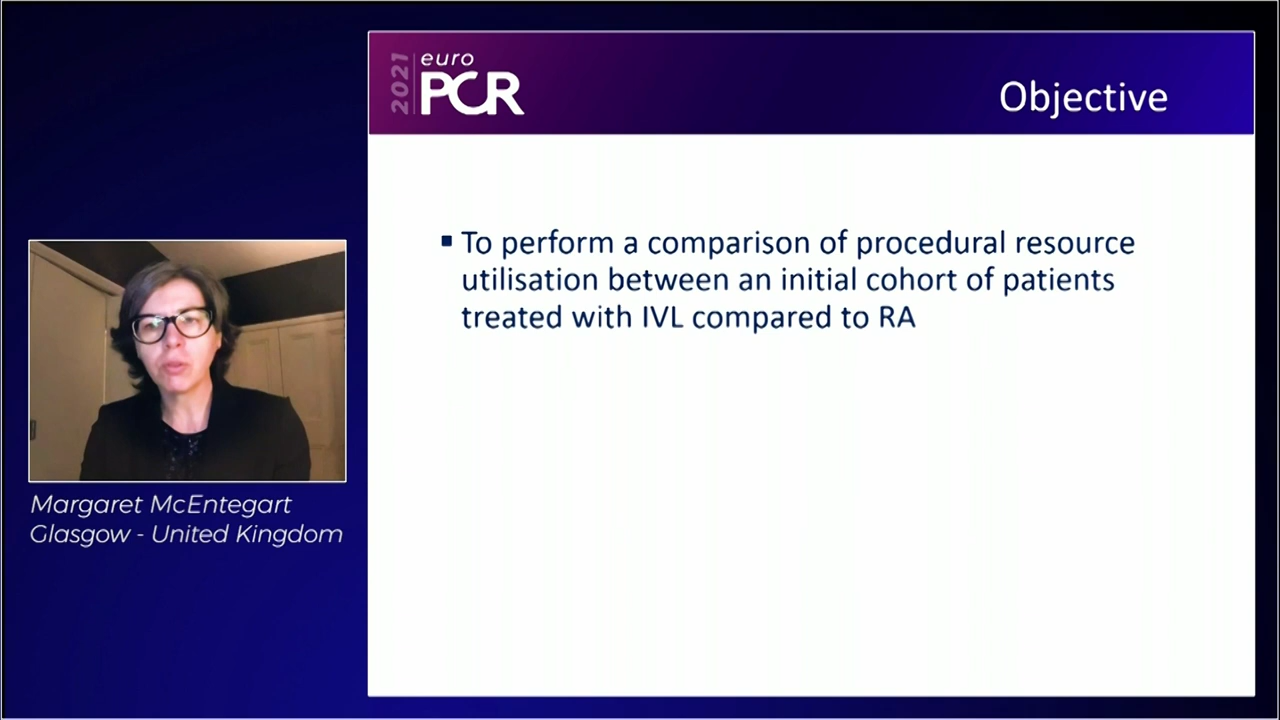 2021
euro
PCR
Objective
▪ To perform a comparison of procedural resource
utilisation between an initial cohort of patients
treated with IVL compared to RA
Margaret McEntegart
Glasgow - United Kingdom